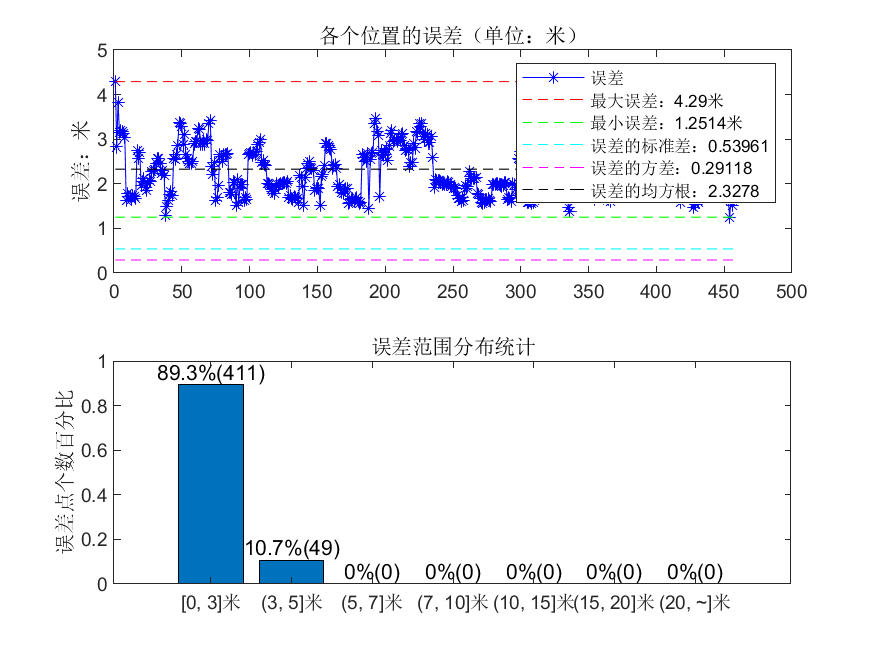 各个位置的误差（单位：米）
5
4
3
2
1
0
误差：米
误差
最大误差：4.29米
最小误差：1.2514米
误差的标准差：0.53961
误差的方差：0.29118
误差的均方根：2.3278
0 50 100 150 200 250 300 350 400 450 500
误差范围分布统计
1
0.8
0.6
0.4
0.2
0
误差点个数百分比
89.3%(411)
10.7%(49)
0%(0) 0%(0) 0%(0) 0%(0) 0%(0)
[0, 3]米 (3, 5]米 (5, 7]米 (7, 10]米 (10, 15]米 (15, 20]米 (20, ~]米